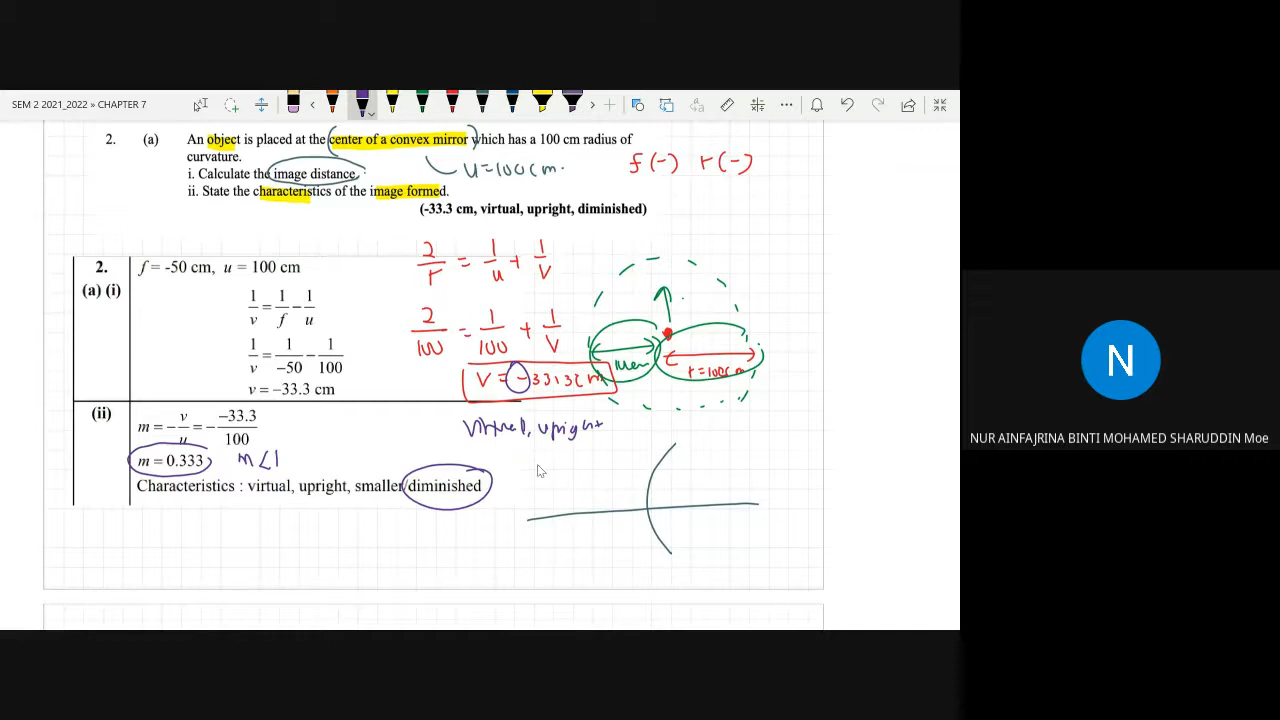 SEM 2 2021_2022 » CHAPTER 7
2. (a) An object is placed at the center of a convex mirror which has a 100 cm radius of
curvature.
i. Calculate the image distance.
ii. State the characteristics of the image formed.
(-33.3 cm, virtual, upright, diminished)
u = 100 cm.
f (-) r (-)
2. (a) (i)
f = -50 cm, u = 100 cm
1/v = 1/f − 1/u
1/v = 1/−50 − 1/100
v = −33.3 cm
2/r = 1/u + 1/v
2/100 = 1/100 + 1/v
V = -33.3 cm
r = 100 cm
(ii)
m = − v/u = − −33.3/100
m = 0.333 m < 1
Characteristics : virtual, upright, smaller/diminished
virtual, upright
N
NUR AINFAJRINA BINTI MOHAMED SHARUDDIN Moe